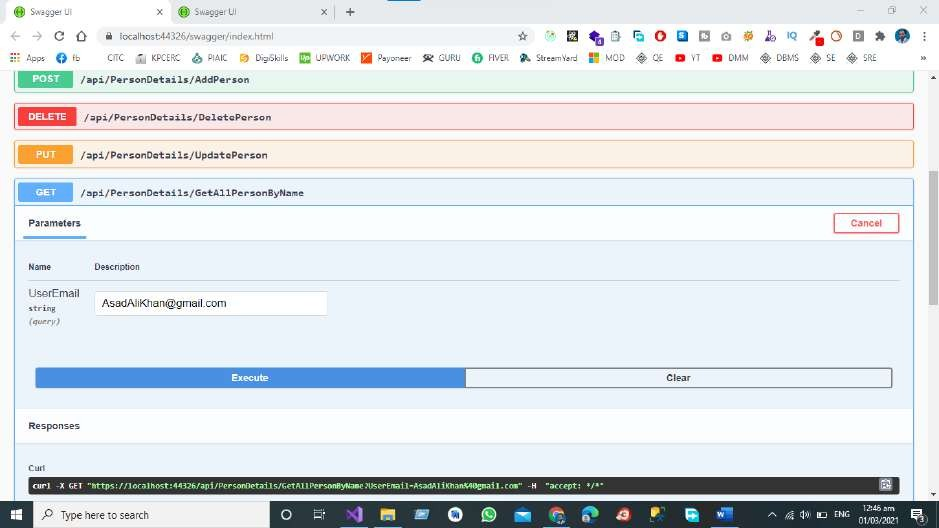 Swagger UI
Swagger UI
localhost:44326/swagger/index.html
Apps fb CITC KPCERC PIAIC DigiSkills UPWORK Payoneer GURU FIVER StreamYard MOD QE YT DMM DBMS SE SRE
POST /api/PersonDetails/AddPerson
DELETE /api/PersonDetails/DeletePerson
PUT /api/PersonDetails/UpdatePerson
GET /api/PersonDetails/GetAllPersonByName
Parameters Cancel
Name Description
UserEmail
string
(query)
AsadAliKhan@gmail.com
Execute Clear
Responses
Curl
curl -X GET "https://localhost:44326/api/PersonDetails/GetAllPersonByName?UserEmail=AsadAliKhan%40gmail.com" -H "accept: */*"
Type here to search
ENG
12:46 am
01/03/2021
3